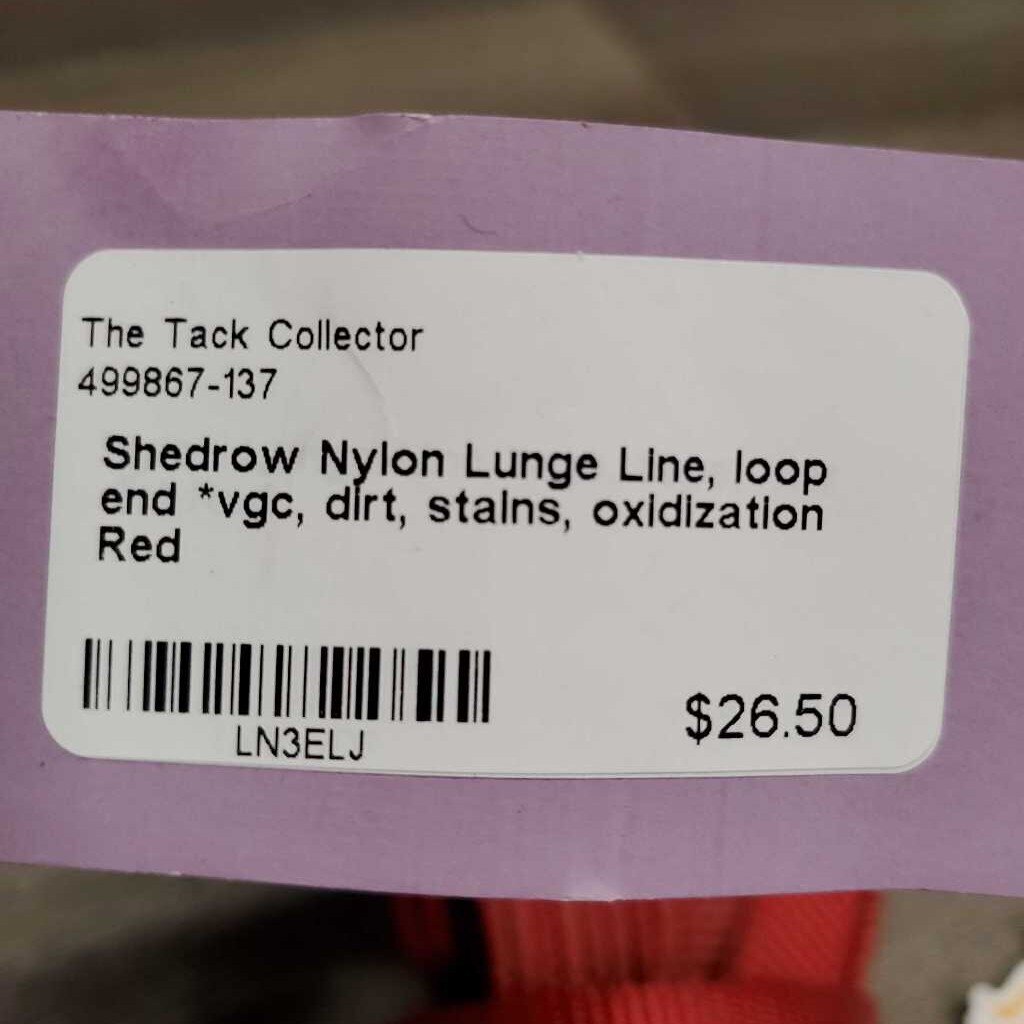 The Tack Collector
499867-137
Shedrow Nylon Lunge Line, loop
end *vgc, dirt, stains, oxidization
Red
LN3ELJ
$26.50